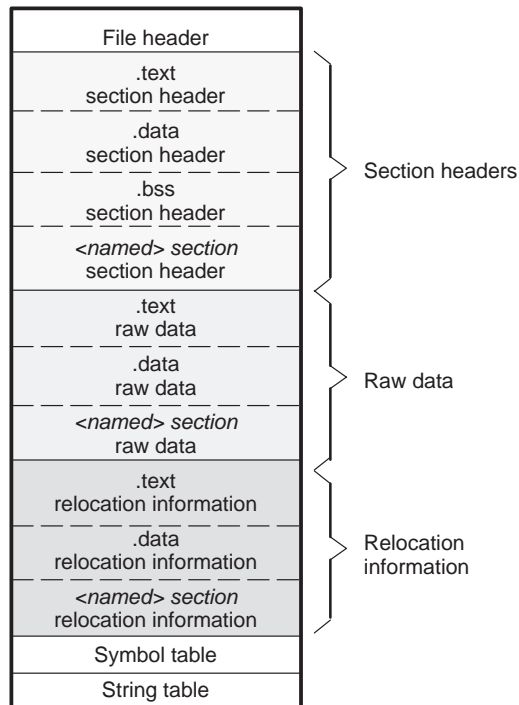 File header
.text
section header
.data
section header
.bss
section header
<named> section
section header
Section headers
.text
raw data
.data
raw data
<named> section
raw data
Raw data
.text
relocation information
.data
relocation information
<named> section
relocation information
Relocation
information
Symbol table
String table